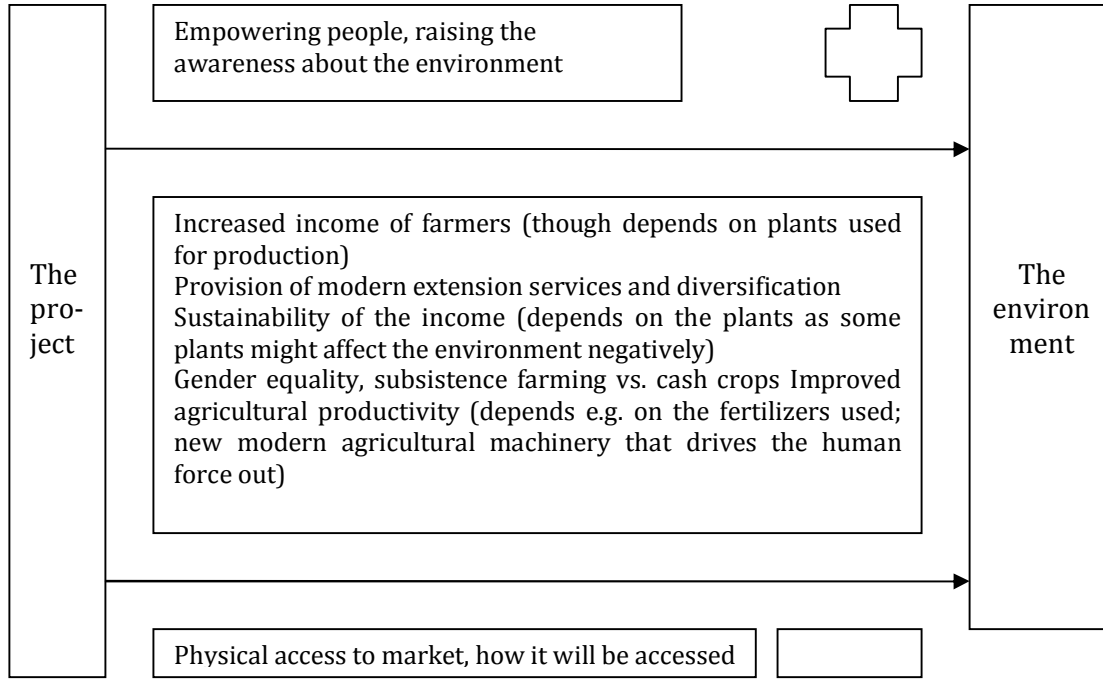 Empowering people, raising the
awareness about the environment
The
pro-
ject
Increased income of farmers (though depends on plants used
for production)
Provision of modern extension services and diversification
Sustainability of the income (depends on the plants as some
plants might affect the environment negatively)
Gender equality, subsistence farming vs. cash crops Improved
agricultural productivity (depends e.g. on the fertilizers used;
new modern agricultural machinery that drives the human
force out)
The
environ
ment
Physical access to market, how it will be accessed